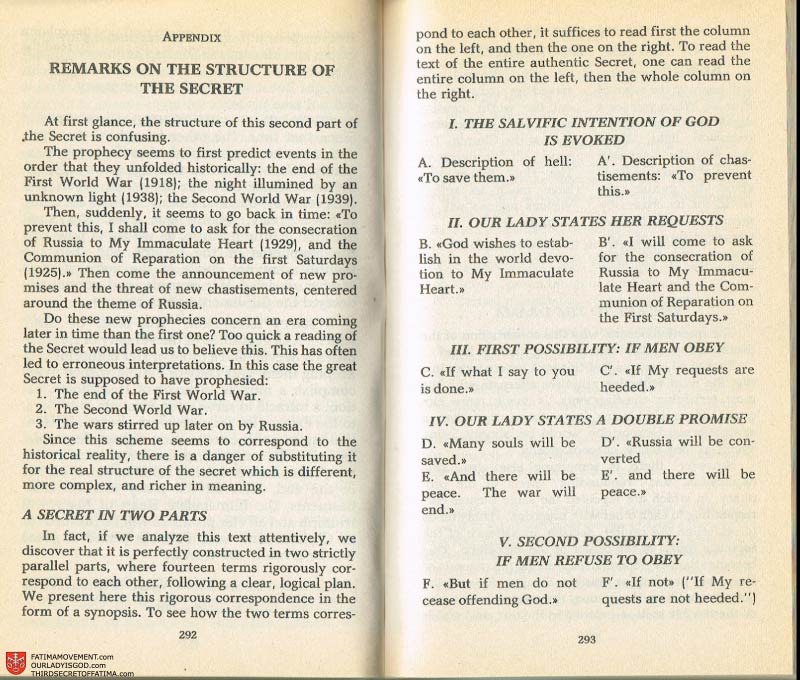 APPENDIX
REMARKS ON THE STRUCTURE OF
THE SECRET
At first glance, the structure of this second part of
the Secret is confusing.
The prophecy seems to first predict events in the
order that they unfolded historically: the end of the
First World War (1918); the night illumined by an
unknown light (1938); the Second World War (1939).
Then, suddenly, it seems to go back in time: «To
prevent this, I shall come to ask for the consecration
of Russia to My Immaculate Heart (1929), and the
Communion of Reparation on the first Saturdays
(1925).» Then come the announcement of new pro-
mises and the threat of new chastisements, centered
around the theme of Russia.
Do these new prophecies concern an era coming
later in time than the first one? Too quick a reading of
the Secret would lead us to believe this. This has often
led to erroneous interpretations. In this case the great
Secret is supposed to have prophesied:
1. The end of the First World War.
2. The Second World War.
3. The wars stirred up later on by Russia.
Since this scheme seems to correspond to the
historical reality, there is a danger of substituting it
for the real structure of the secret which is different,
more complex, and richer in meaning.
A SECRET IN TWO PARTS
In fact, if we analyze this text attentively, we
discover that it is perfectly constructed in two strictly
parallel parts, where fourteen terms rigorously cor-
respond to each other, following a clear, logical plan.
We present here this rigorous correspondence in the
form of a synopsis. To see how the two terms corres-
292
pond to each other, it suffices to read first the column
on the left, and then the one on the right. To read the
text of the entire authentic Secret, one can read the
entire column on the left, then the whole column on
the right.
I. THE SALVIFIC INTENTION OF GOD
IS EVOKED
A. Description of hell:
«To save them.»
A'. Description of chas-
tisements: «To prevent
this.»
II. OUR LADY STATES HER REQUESTS
B. «God wishes to estab-
lish in the world devo-
tion to My Immaculate
Heart.»
B'. «I will come to ask
for the consecration of
Russia to My Immacu-
late Heart and the Com-
munion of Reparation on
the First Saturdays.»
III. FIRST POSSIBILITY: IF MEN OBEY
C. «If what I say to you
is done.»
C'. «If My requests are
heeded.»
IV. OUR LADY STATES A DOUBLE PROMISE
D. «Many souls will be
saved.»
D'. «Russia will be con-
verted
E. «And there will be
peace. The war will
end.»
E'. and there will be
peace.»
V. SECOND POSSIBILITY:
IF MEN REFUSE TO OBEY
F. «But if men do not
cease offending God.»
F'. «If not» ("If My re-
quests are not heeded.")
293
FATIMAMOVEMENT.com
OURLADYISGOD.com
THIRDSECRETOFFATIMA.com